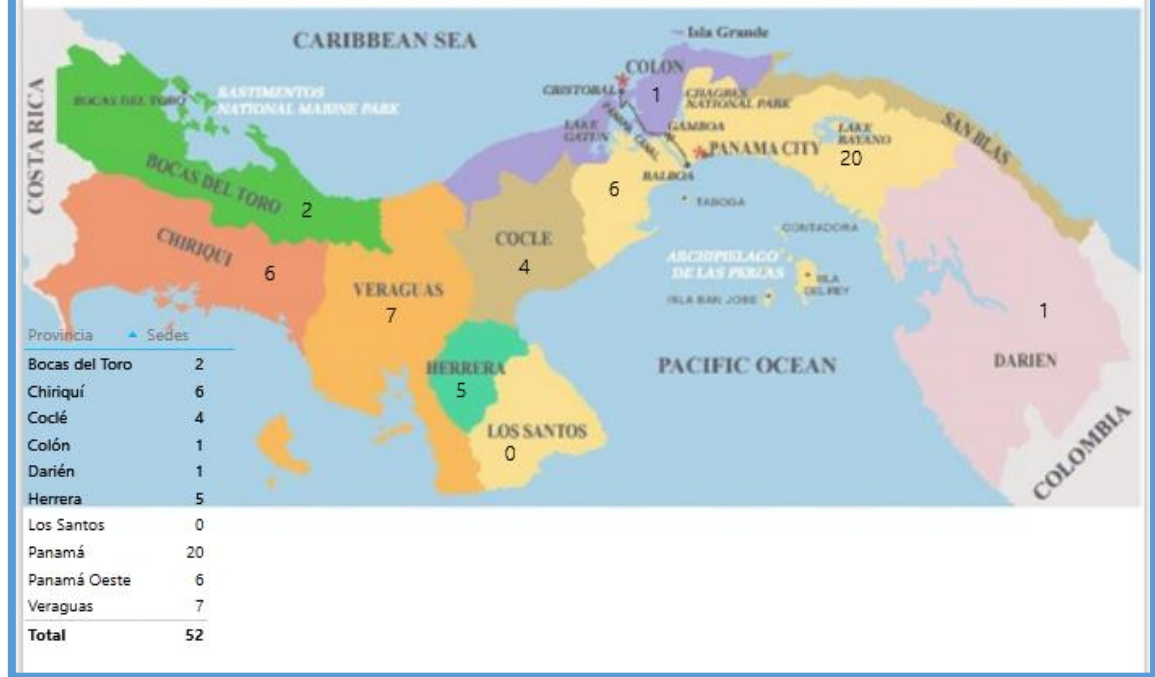 CARIBBEAN SEA
Isla Grande
COLON
1
CRISTOBAL
CHAGRES
NATIONAL PARK
COSTA RICA
BOCAS DEL TORO
BASTIMENTOS
NATIONAL MARINE PARK
LAKE
GATUN
PANAMA CANAL
GAMBOA
PANAMA CITY
LAKE
BAYANO
20
SAN BLAS
BALBOA
BOCAS DEL TORO
2
6
TABOGA
CONTADORA
CHIRIQUI
6
COCLE
4
ARCHIPIELAGO
DE LAS PERLAS
ISLA
DEL REY
ISLA SAN JOSE
VERAGUAS
7
1
DARIEN
HERRERA
5
PACIFIC OCEAN
LOS SANTOS
0
COLOMBIA
Provincia Sedes
Bocas del Toro 2
Chiriquí 6
Coclé 4
Colón 1
Darién 1
Herrera 5
Los Santos 0
Panamá 20
Panamá Oeste 6
Veraguas 7
Total 52